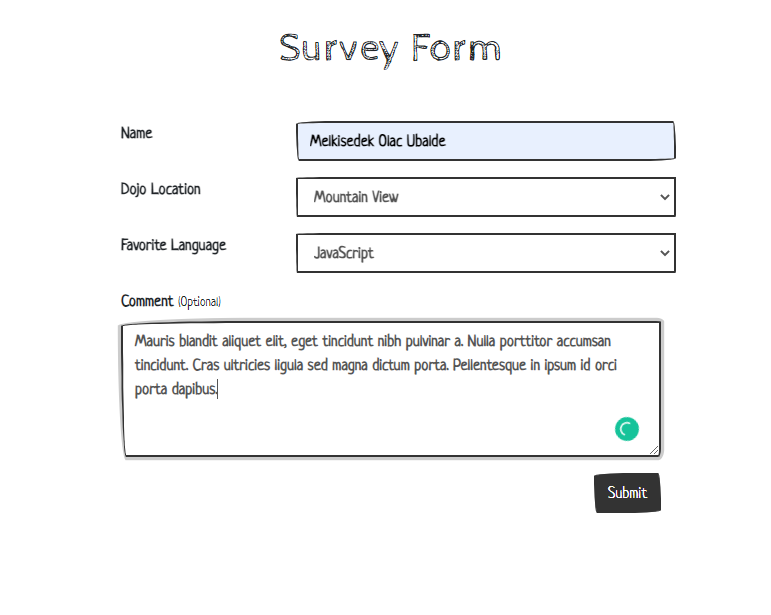 Survey Form
Name
Melkisedek Olac Ubalde
Dojo Location
Mountain View
Favorite Language
JavaScript
Comment (Optional)
Mauris blandit aliquet elit, eget tincidunt nibh pulvinar a. Nulla porttitor accumsan
tincidunt. Cras ultricies ligula sed magna dictum porta. Pellentesque in ipsum id orci
porta dapibus.
Submit